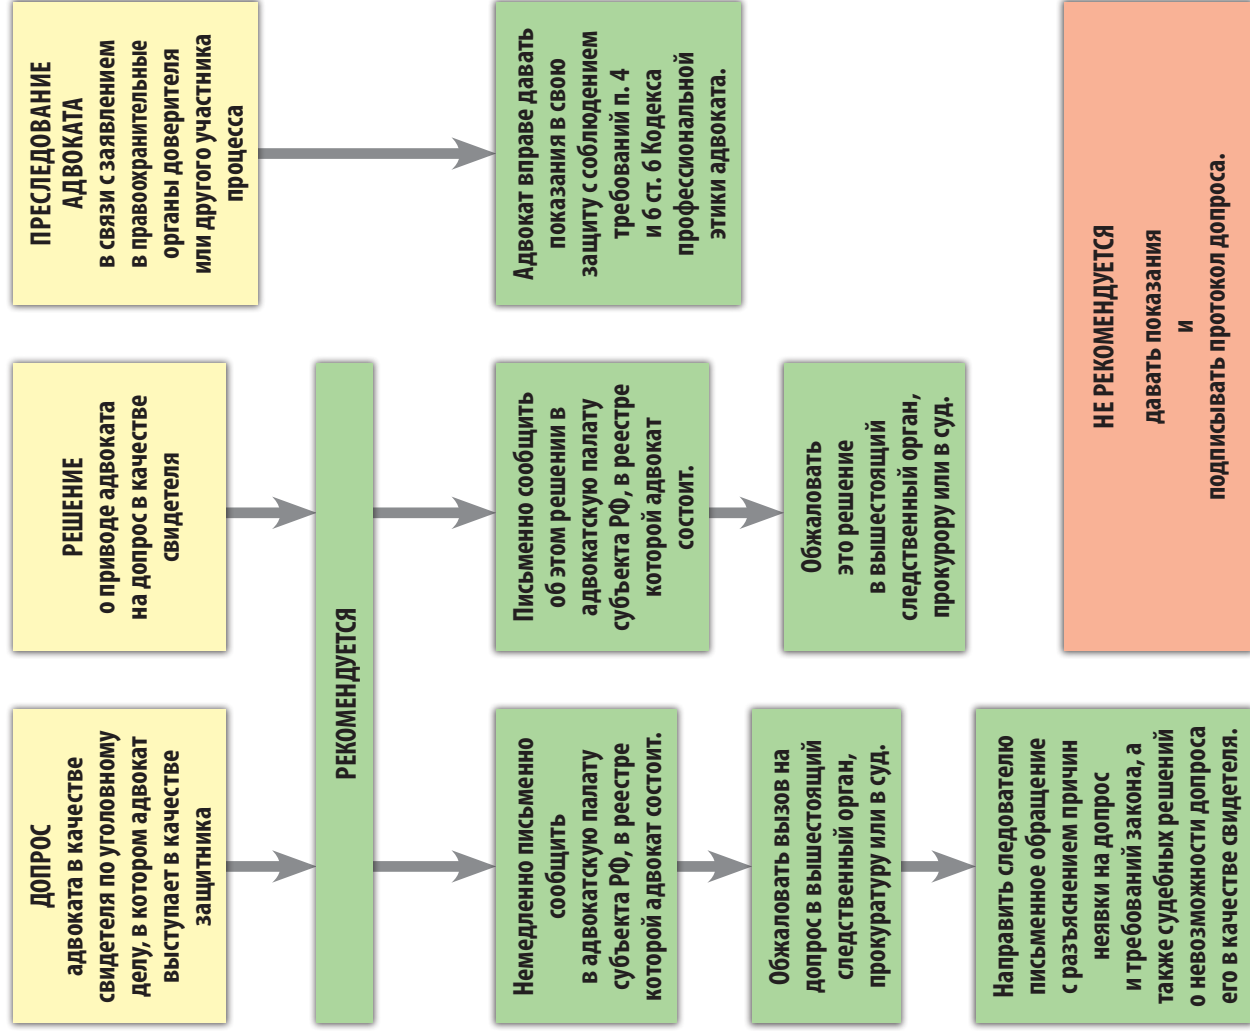 ДОПРОС
адвоката в качестве
свидетеля по уголовному
делу, в котором адвокат
выступает в качестве
защитника
РЕШЕНИЕ
о приводе адвоката
на допрос в качестве
свидетеля
ПРЕСЛЕДОВАНИЕ
АДВОКАТА
в связи с заявлением
в правоохранительные
органы доверителя
или другого участника
процесса
РЕКОМЕНДУЕТСЯ
Немедленно письменно
сообщить
в адвокатскую палату
субъекта РФ, в реестре
которой адвокат состоит.
Обжаловать вызов на
допрос в вышестоящий
следственный орган,
прокуратуру или в суд.
Направить следователю
письменное обращение
с разъяснением причин
неявки на допрос
и требований закона, а
также судебных решений
о невозможности допроса
его в качестве свидетеля.
Письменно сообщить
об этом решении в
адвокатскую палату
субъекта РФ, в реестре
которой адвокат
состоит.
Обжаловать
это решение
в вышестоящий
следственный орган,
прокурору или в суд.
Адвокат вправе давать
показания в свою
защиту с соблюдением
требований п. 4
и 6 ст. 6 Кодекса
профессиональной
этики адвоката.
НЕ РЕКОМЕНДУЕТСЯ
давать показания
и
подписывать протокол допроса.